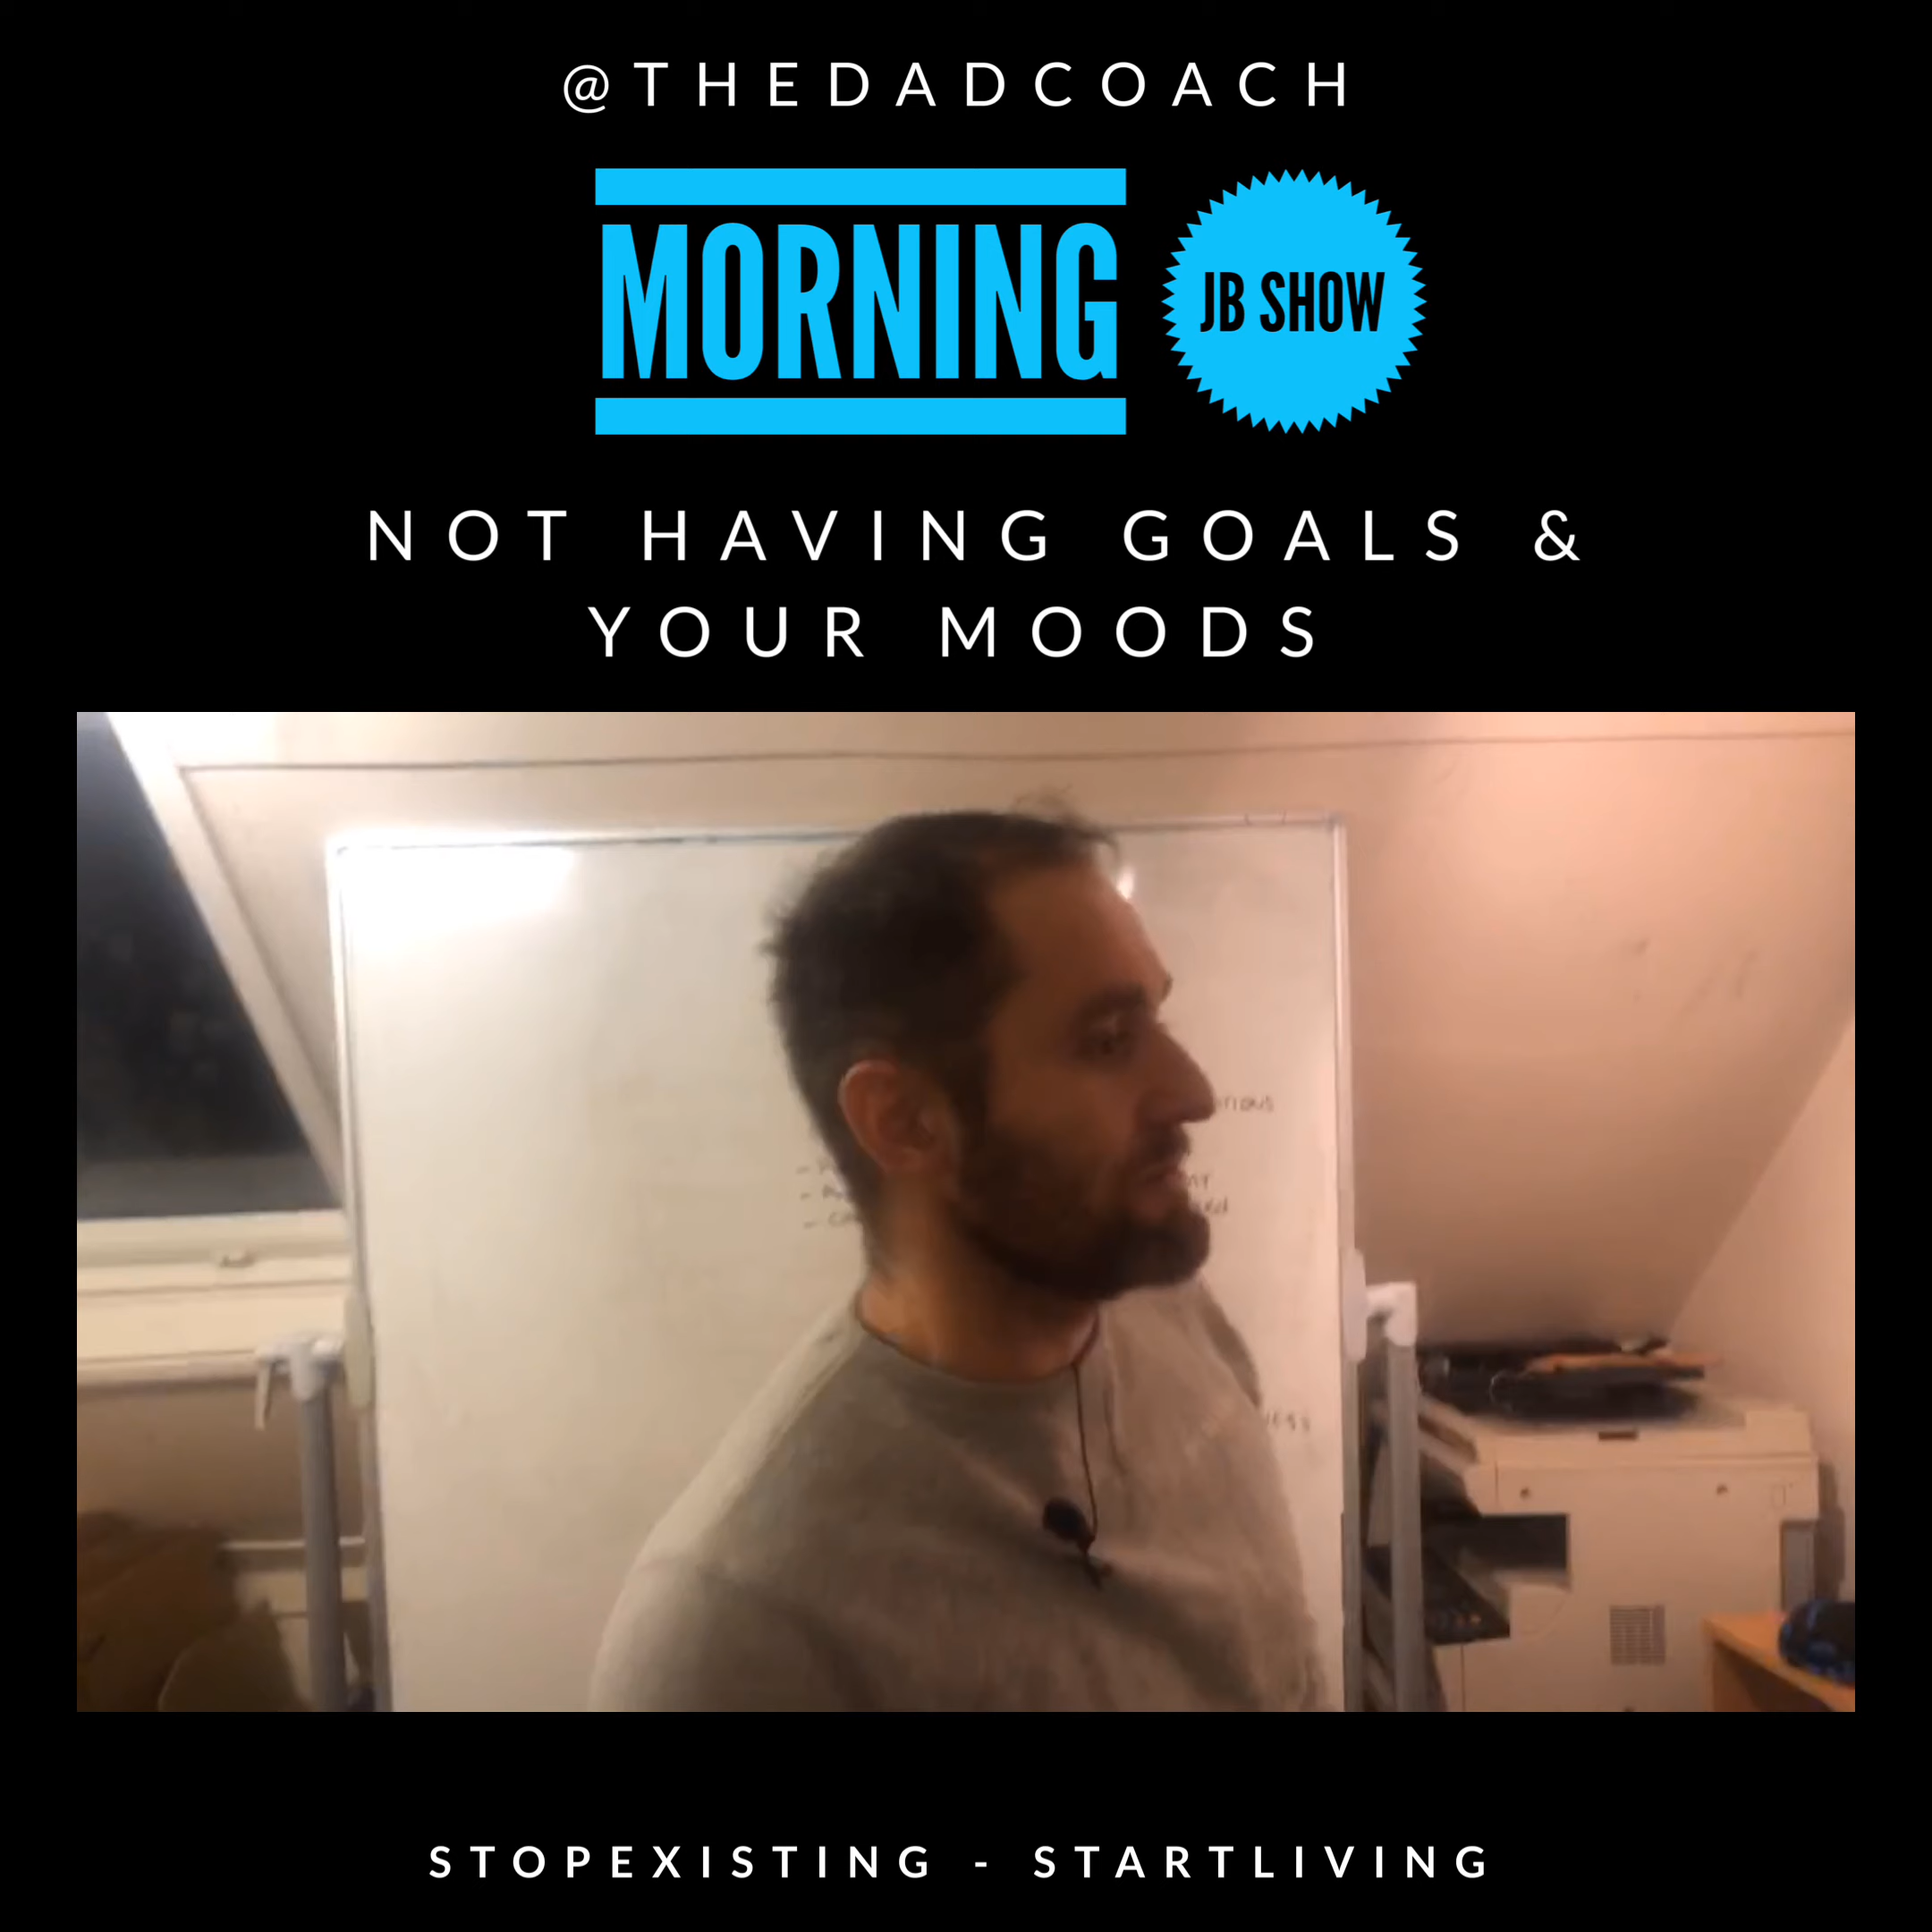 @THEDADCOACH
MORNING
JB SHOW
NOT HAVING GOALS &
YOUR MOODS
STOPEXISTING - STARTLIVING